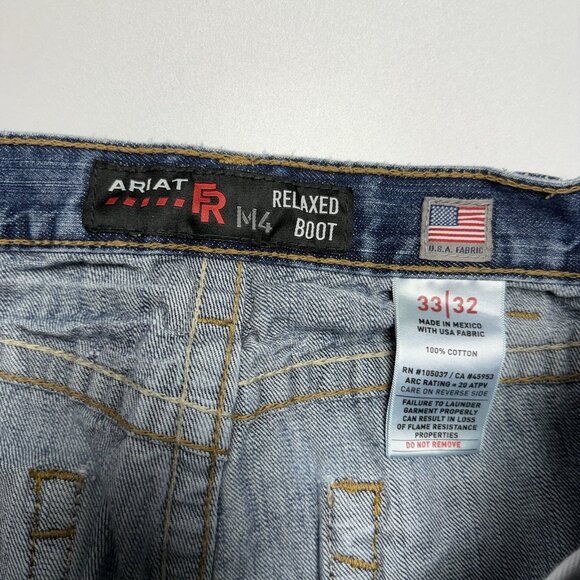 ARIAT FR M4 RELAXED
BOOT
U.S.A. FABRIC
33|32
MADE IN MEXICO
WITH USA FABRIC
100% COTTON
RN #105037 / CA #45953
ARC RATING = 20 ATPV
CARE ON REVERSE SIDE
FAILURE TO LAUNDER
GARMENT PROPERLY
CAN RESULT IN LOSS
OF FLAME RESISTANCE
PROPERTIES
DO NOT REMOVE